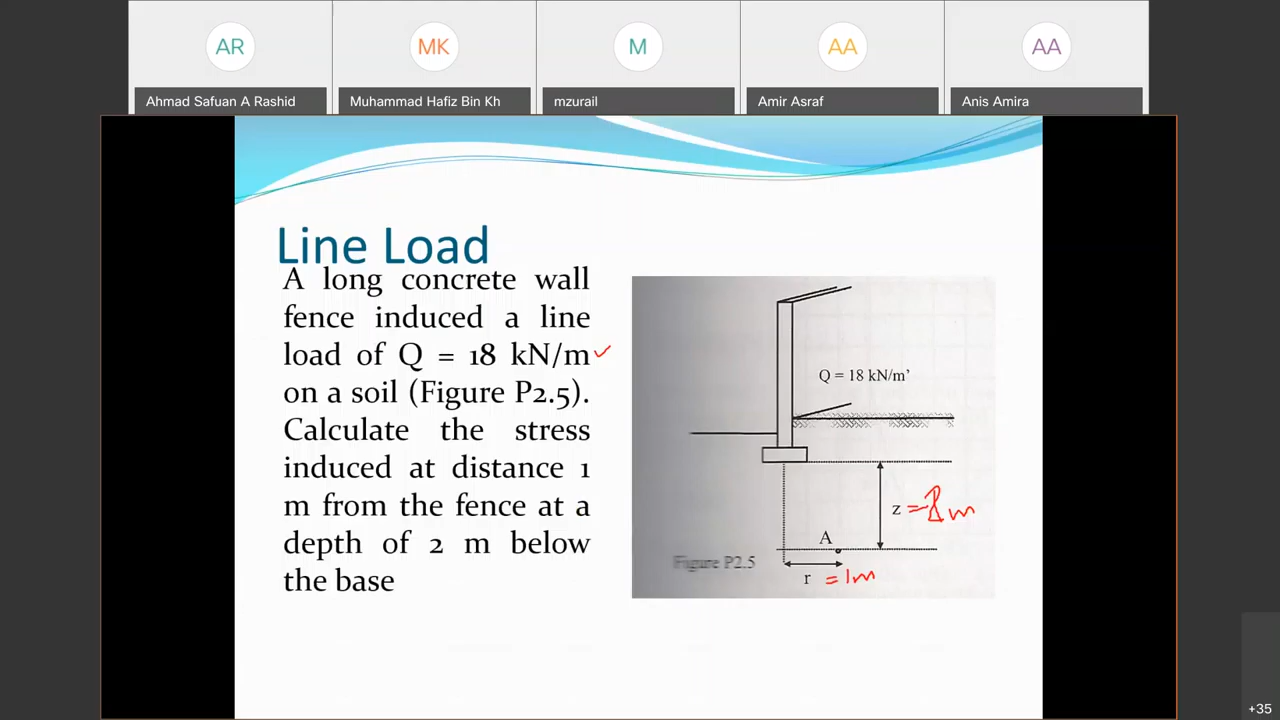 AR
MK
M
AA
AA
Ahmad Safuan A Rashid
Muhammad Hafiz Bin Kh
mzurail
Amir Asraf
Anis Amira
Line Load
A long concrete wall
fence induced a line
load of Q = 18 kN/m
on a soil (Figure P2.5).
Calculate the stress
induced at distance 1
m from the fence at a
depth of 2 m below
the base
Q = 18 kN/m'
z = 2 m
A
r = 1m
Figure P2.5
+35